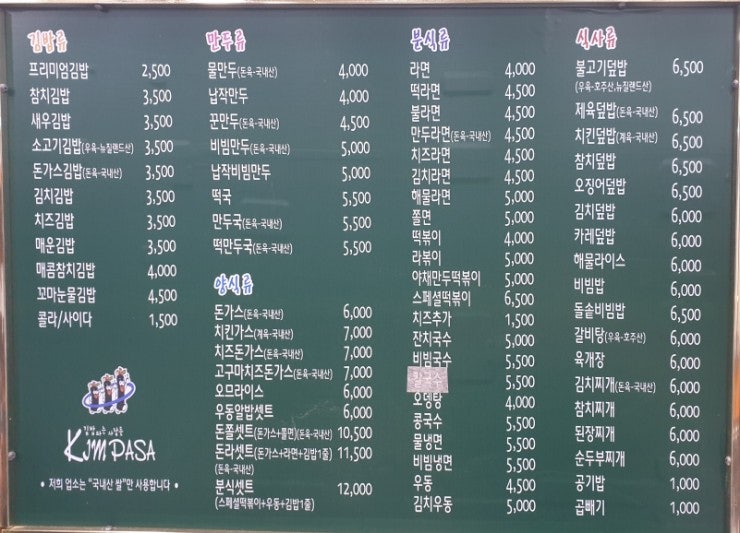 김밥류
프리미엄김밥 2,500
참치김밥 3,500
새우김밥 3,500
소고기김밥(우육-뉴질랜드산) 3,500
돈가스김밥(돈육-국내산) 3,500
김치김밥 3,500
치즈김밥 3,500
매운김밥 3,500
매콤참치김밥 4,000
꼬마눈물김밥 4,500
콜라/사이다 1,500
김밥파는 사람들
KIMPASA
• 저희 업소는 "국내산 쌀"만 사용합니다 •
만두류
물만두(돈육-국내산) 4,000
납작만두 4,000
꾼만두(돈육-국내산) 4,500
비빔만두(돈육-국내산) 5,000
납작비빔만두 5,000
떡국 5,500
만두국(돈육-국내산) 5,500
떡만두국(돈육-국내산) 5,500
양식류
돈가스(돈육-국내산) 6,000
치킨가스(계육-국내산) 7,000
치즈돈가스(돈육-국내산) 7,000
고구마치즈돈가스(돈육-국내산) 7,000
오므라이스 6,000
우동알밥셋트 6,000
돈쫄셋트(돈가스+쫄면)(돈육-국내산) 10,500
돈라셋트(돈가스+라면+김밥1줄) 11,500
(돈육-국내산)
분식셋트 12,000
(스페셜떡볶이+우동+김밥1줄)
분식류
라면 4,000
떡라면 4,500
불라면 4,500
만두라면(돈육-국내산) 4,500
치즈라면 4,500
김치라면 4,500
해물라면 5,000
쫄면 5,000
떡볶이 4,000
라볶이 5,000
야채만두떡볶이 5,000
스페셜떡볶이 6,500
치즈추가 1,500
잔치국수 5,000
비빔국수 5,500
칼국수 5,500
오뎅탕 4,000
콩국수 5,500
물냉면 5,500
비빔냉면 5,500
우동 4,500
김치우동 5,000
식사류
불고기덮밥 6,500
(우육-호주산,뉴질랜드산)
제육덮밥(돈육-국내산) 6,500
치킨덮밥(계육-국내산) 6,500
참치덮밥 6,500
오징어덮밥 6,500
김치덮밥 6,000
카레덮밥 6,000
해물라이스 6,000
비빔밥 6,000
돌솥비빔밥 6,500
갈비탕(우육-호주산) 6,000
육개장 6,000
김치찌개(돈육-국내산) 6,000
참치찌개 6,000
된장찌개 6,000
순두부찌개 6,000
공기밥 1,000
곱빼기 1,000